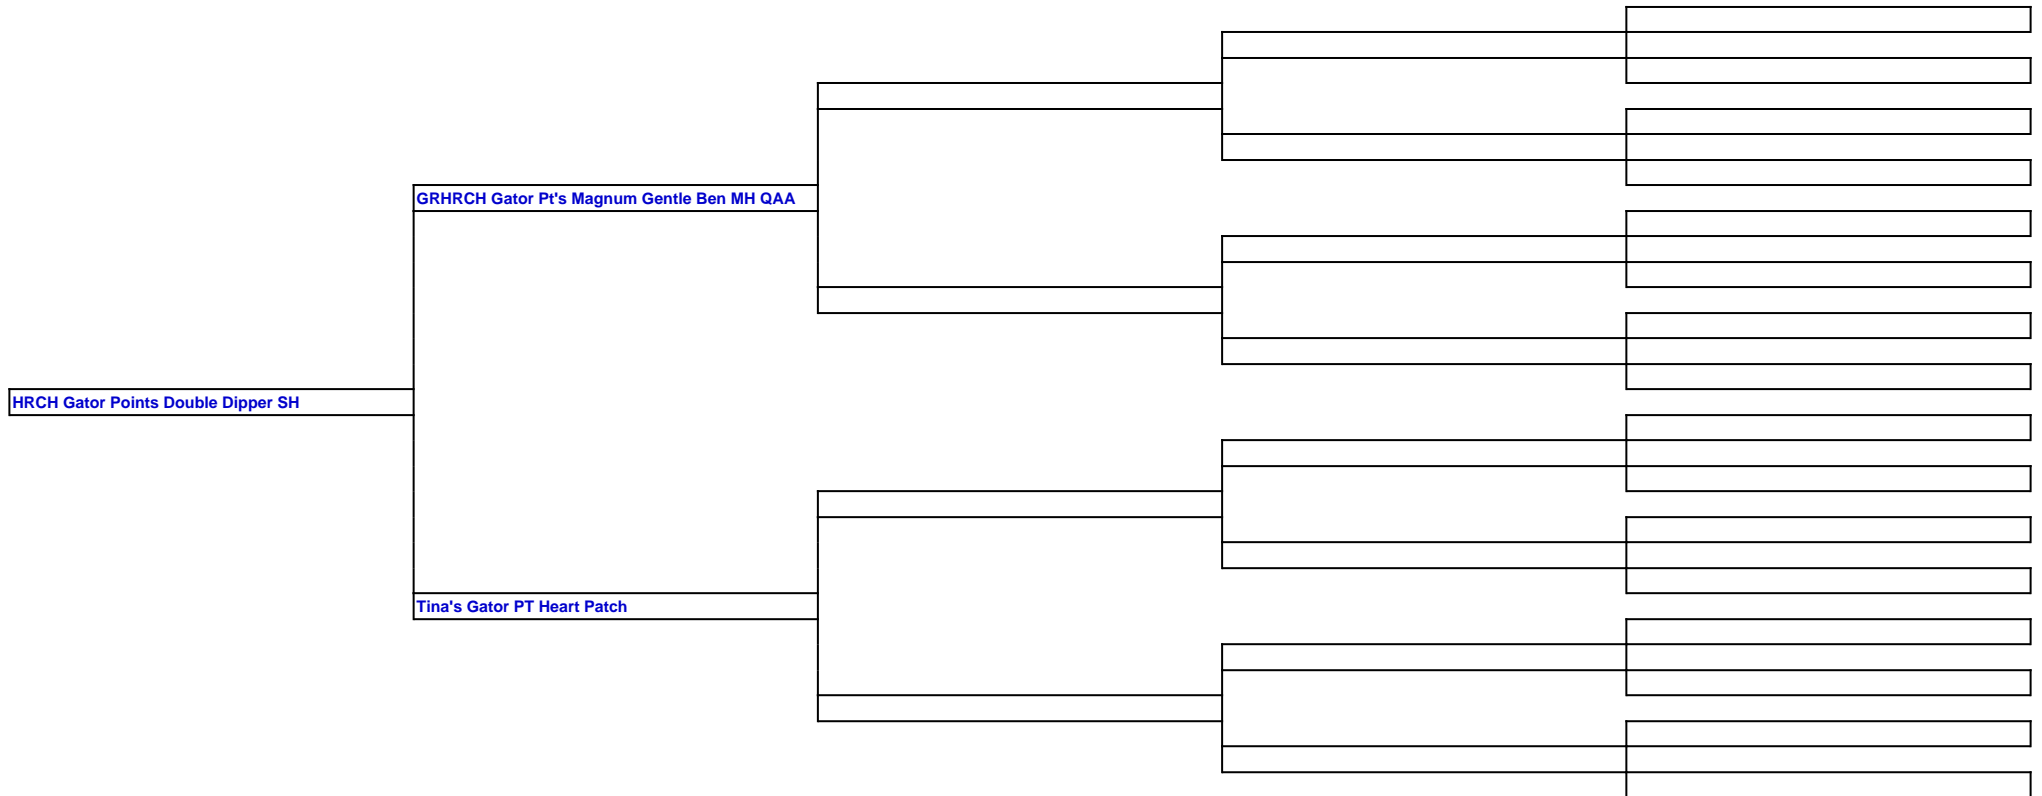 GRHRCH Gator Pt's Magnum Gentle Ben MH QAA
HRCH Gator Points Double Dipper SH
Tina's Gator PT Heart Patch